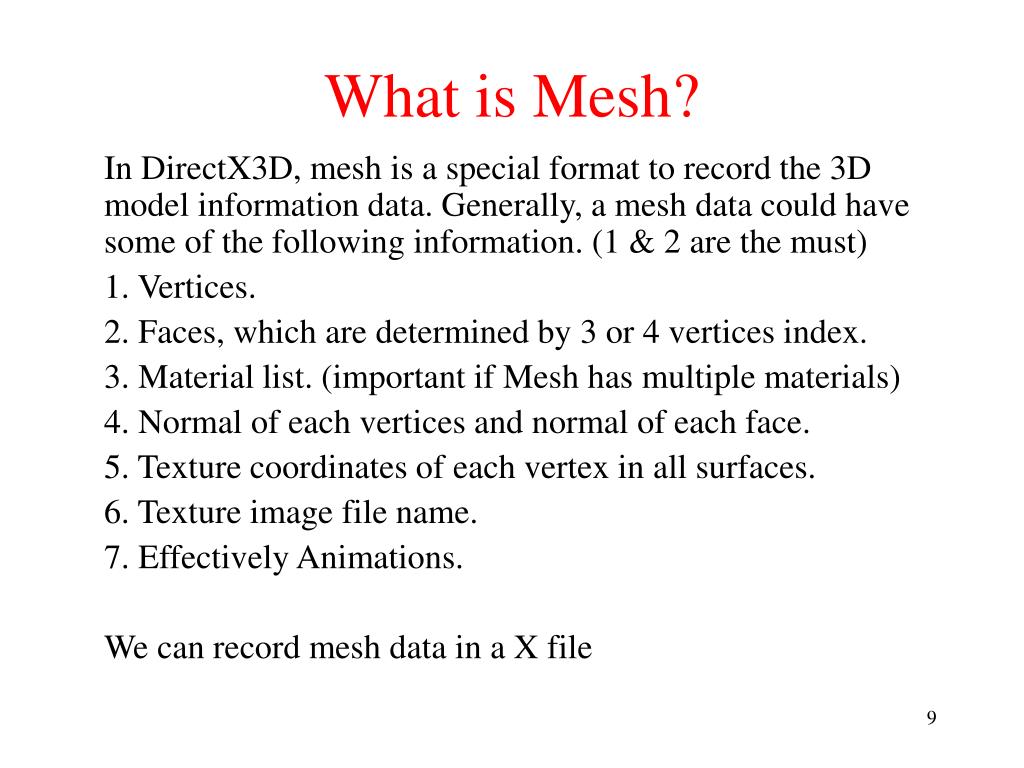 What is Mesh?
In DirectX3D, mesh is a special format to record the 3D
model information data. Generally, a mesh data could have
some of the following information. (1 & 2 are the must)
1. Vertices.
2. Faces, which are determined by 3 or 4 vertices index.
3. Material list. (important if Mesh has multiple materials)
4. Normal of each vertices and normal of each face.
5. Texture coordinates of each vertex in all surfaces.
6. Texture image file name.
7. Effectively Animations.
We can record mesh data in a X file
9